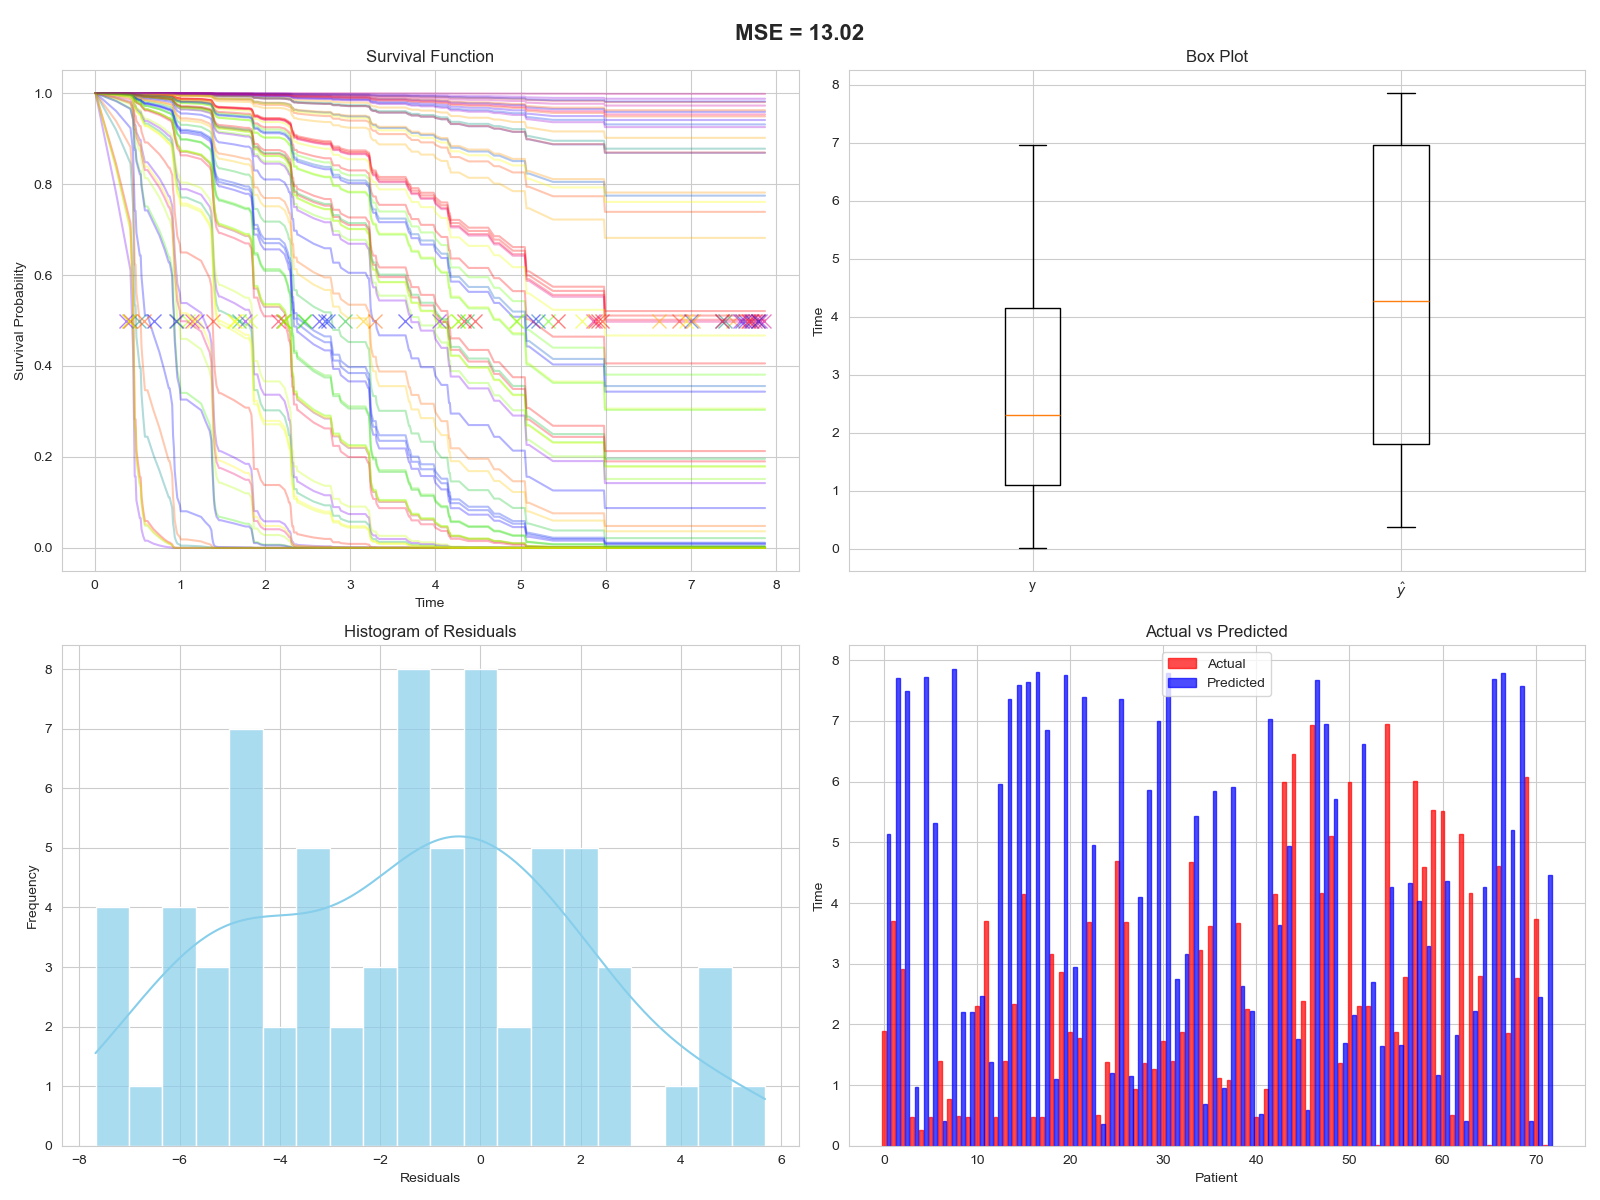 MSE = 13.02
Survival Function
1.0
0.8
0.6
0.4
0.2
0.0
Survival Probability
0 1 2 3 4 5 6 7 8
Time
Box Plot
8
7
6
5
4
3
2
1
0
Time
y ŷ
Histogram of Residuals
8
7
6
5
4
3
2
1
0
Frequency
−8 −6 −4 −2 0 2 4 6
Residuals
Actual vs Predicted
Actual
Predicted
8
7
6
5
4
3
2
1
0
Time
0 10 20 30 40 50 60 70
Patient